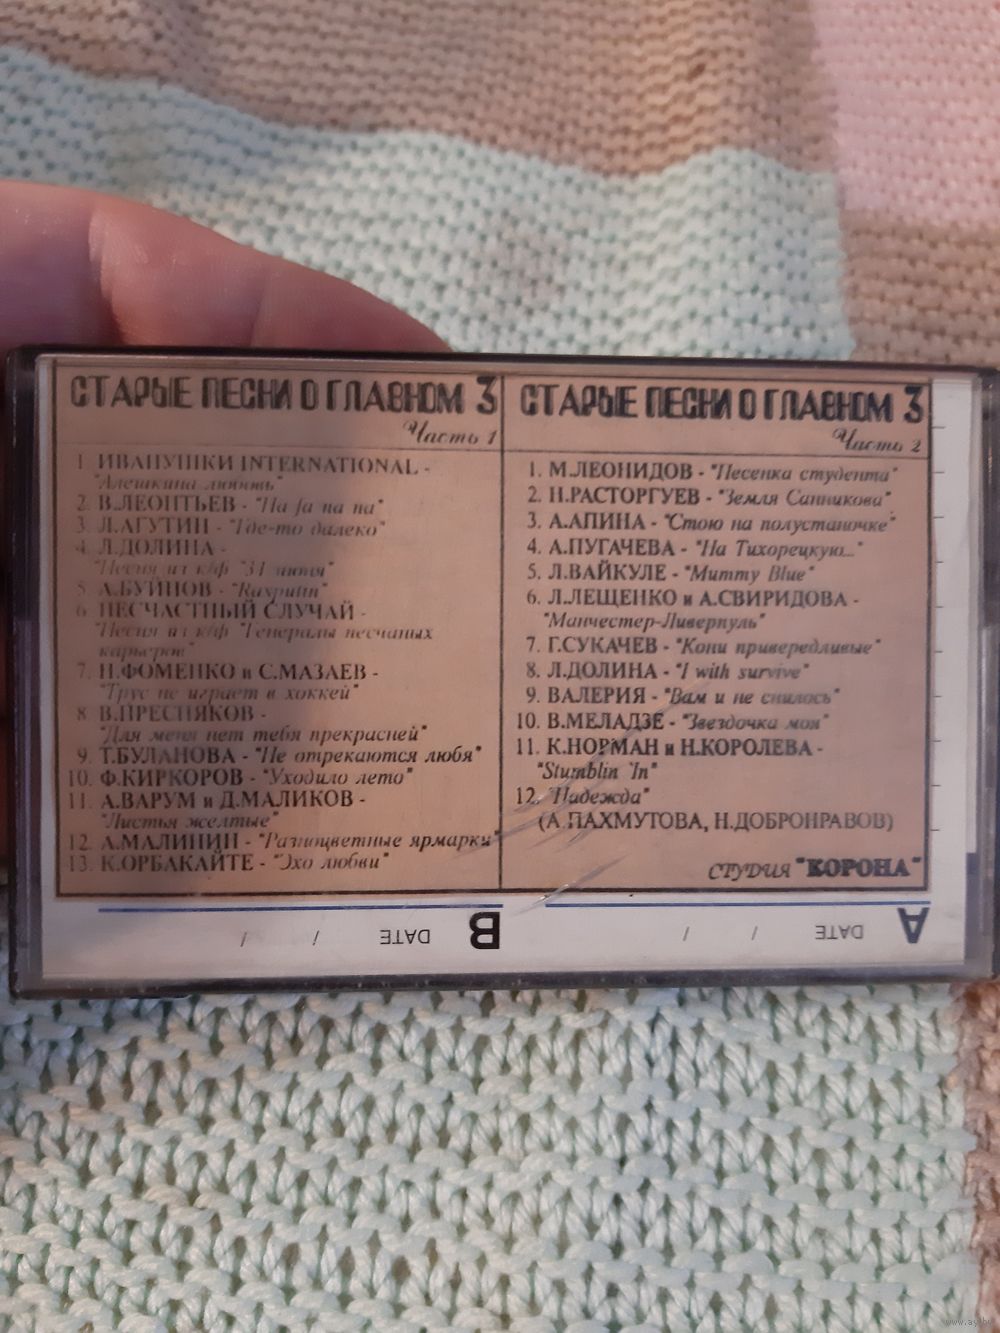 СТАРЫЕ ПЕСНИ О ГЛАВНОМ 3
Часть 1
1. ИВАНУШКИ INTERNATIONAL -
"Алешкина любовь"
2. В.ЛЕОНТЬЕВ - "На fa na na"
3. Л.АГУТИН - "Где-то далеко"
4. Л.ДОЛИНА -
"Песня из к/ф "31 июня"
5. А.БУЙНОВ - "Rasputin"
6. НЕСЧАСТНЫЙ СЛУЧАЙ -
"Песня из к/ф "Генералы песчаных
карьеров"
7. Н.ФОМЕНКО и С.МАЗАЕВ -
"Трус не играет в хоккей"
8. В.ПРЕСНЯКОВ -
"Для меня нет тебя прекрасней"
9. Т.БУЛАНОВА - "Не отрекаются любя"
10. Ф.КИРКОРОВ - "Уходило лето"
11. А.ВАРУМ и Д.МАЛИКОВ -
"Листья желтые"
12. А.МАЛИНИН - "Разноцветные ярмарки"
13. К.ОРБАКАЙТЕ - "Эхо любви"
СТАРЫЕ ПЕСНИ О ГЛАВНОМ 3
Часть 2
1. М.ЛЕОНИДОВ - "Песенка студента"
2. Н.РАСТОРГУЕВ - "Земля Санникова"
3. А.АПИНА - "Стою на полустаночке"
4. А.ПУГАЧЕВА - "На Тихорецкую..."
5. Л.ВАЙКУЛЕ - "Mummy Blue"
6. Л.ЛЕЩЕНКО и А.СВИРИДОВА -
"Манчестер-Ливерпуль"
7. Г.СУКАЧЕВ - "Кони привередливые"
8. Л.ДОЛИНА - "I with survive"
9. ВАЛЕРИЯ - "Вам и не снилось"
10. В.МЕЛАДЗЕ - "Звездочка моя"
11. К.НОРМАН и Н.КОРОЛЕВА -
"Stumblin 'In"
12. "Надежда"
(А.ПАХМУТОВА, Н.ДОБРОНРАВОВ)
СТУДИЯ "КОРОНА"
B DATE / /
A DATE / /